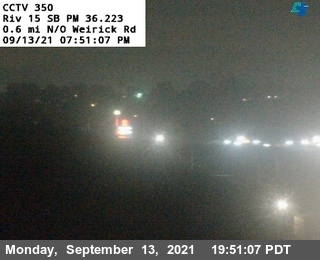 CCTV 350
Riv 15 SB PM 36.223
0.6 mi N/O Weirick Rd
09/13/21 07:51:07 PM
Monday, September 13, 2021 19:51:07 PDT